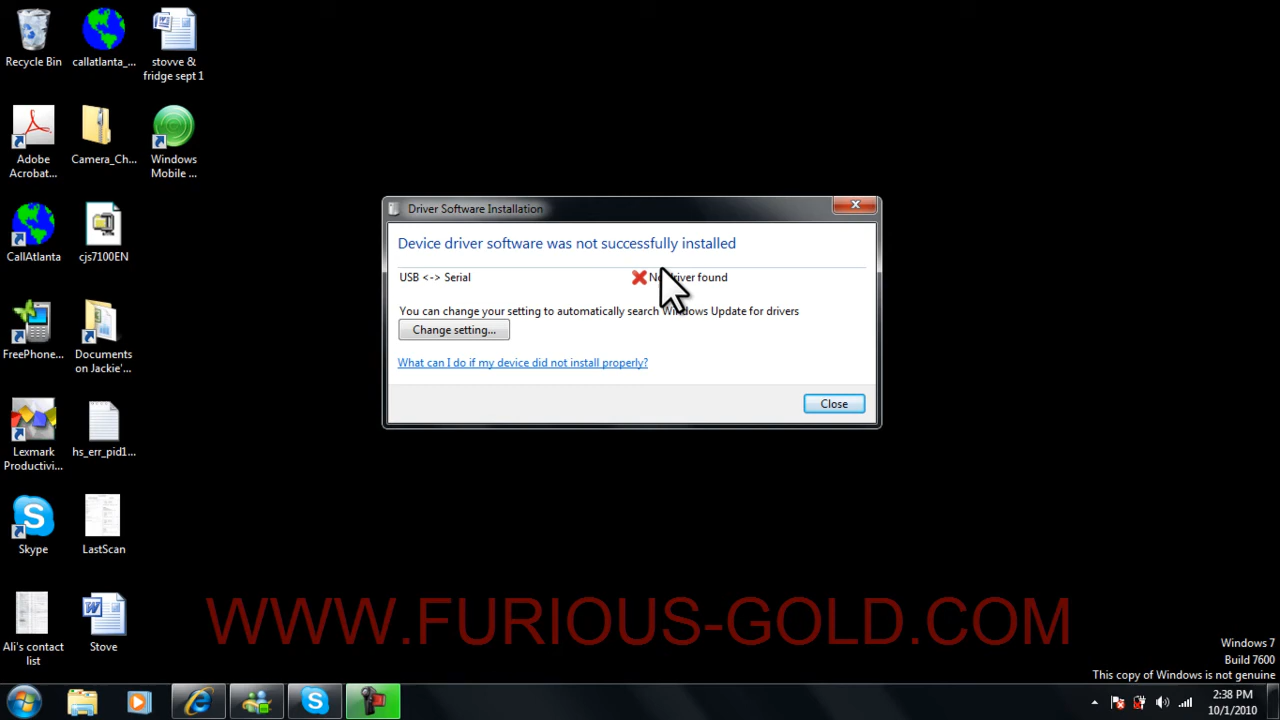 Recycle Bin
callatlanta_...
stovve &
fridge sept 1
Adobe
Acrobat...
Camera_Ch...
Windows
Mobile ...
CallAtlanta
cjs7100EN
FreePhone...
Documents
on Jackie'...
Lexmark
Productivi...
hs_err_pid1...
Skype
LastScan
Ali's contact
list
Stove
Driver Software Installation
Device driver software was not successfully installed
USB <-> Serial
No driver found
You can change your setting to automatically search Windows Update for drivers
Change setting...
What can I do if my device did not install properly?
Close
WWW.FURIOUS-GOLD.COM
Windows 7
Build 7600
This copy of Windows is not genuine
2:38 PM
10/1/2010